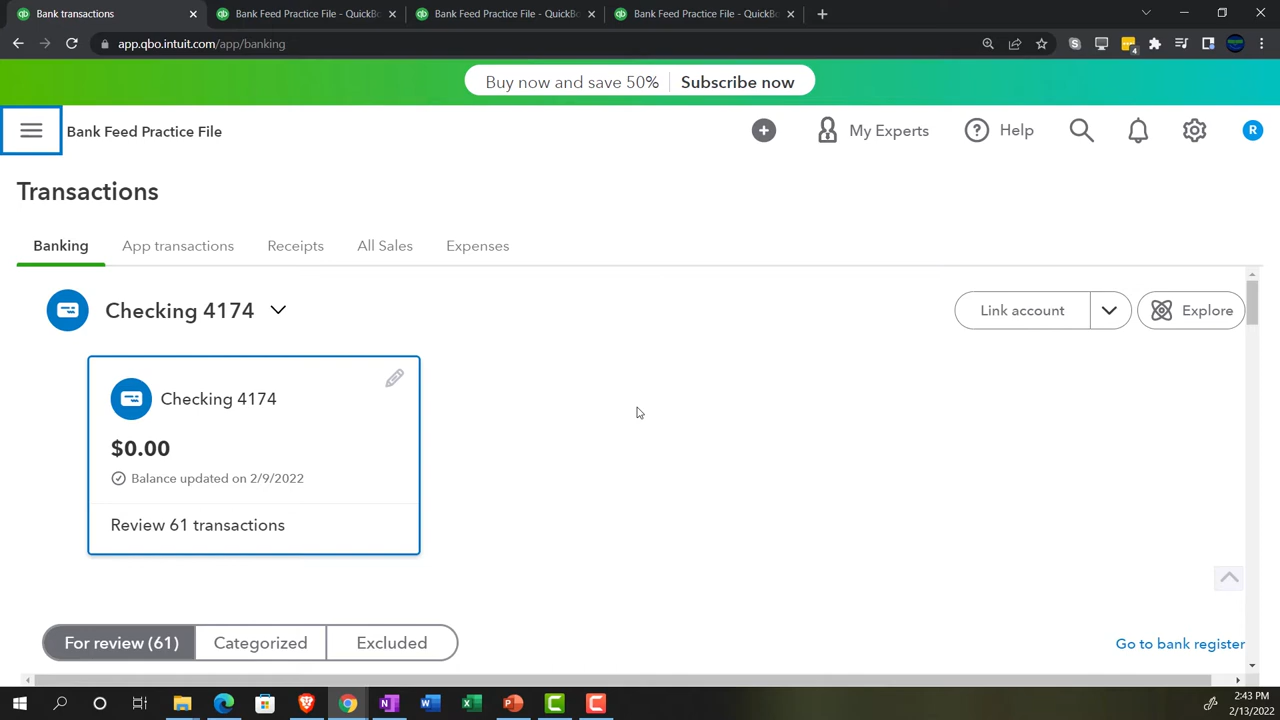 Bank transactions
Bank Feed Practice File - QuickBo
Bank Feed Practice File - QuickBo
Bank Feed Practice File - QuickBo
app.qbo.intuit.com/app/banking
4
Buy now and save 50% Subscribe now
Bank Feed Practice File
My Experts
Help
R
Transactions
Banking
App transactions
Receipts
All Sales
Expenses
Checking 4174
Link account
Explore
Checking 4174
$0.00
Balance updated on 2/9/2022
Review 61 transactions
For review (61)
Categorized
Excluded
Go to bank register
2:43 PM
2/13/2022